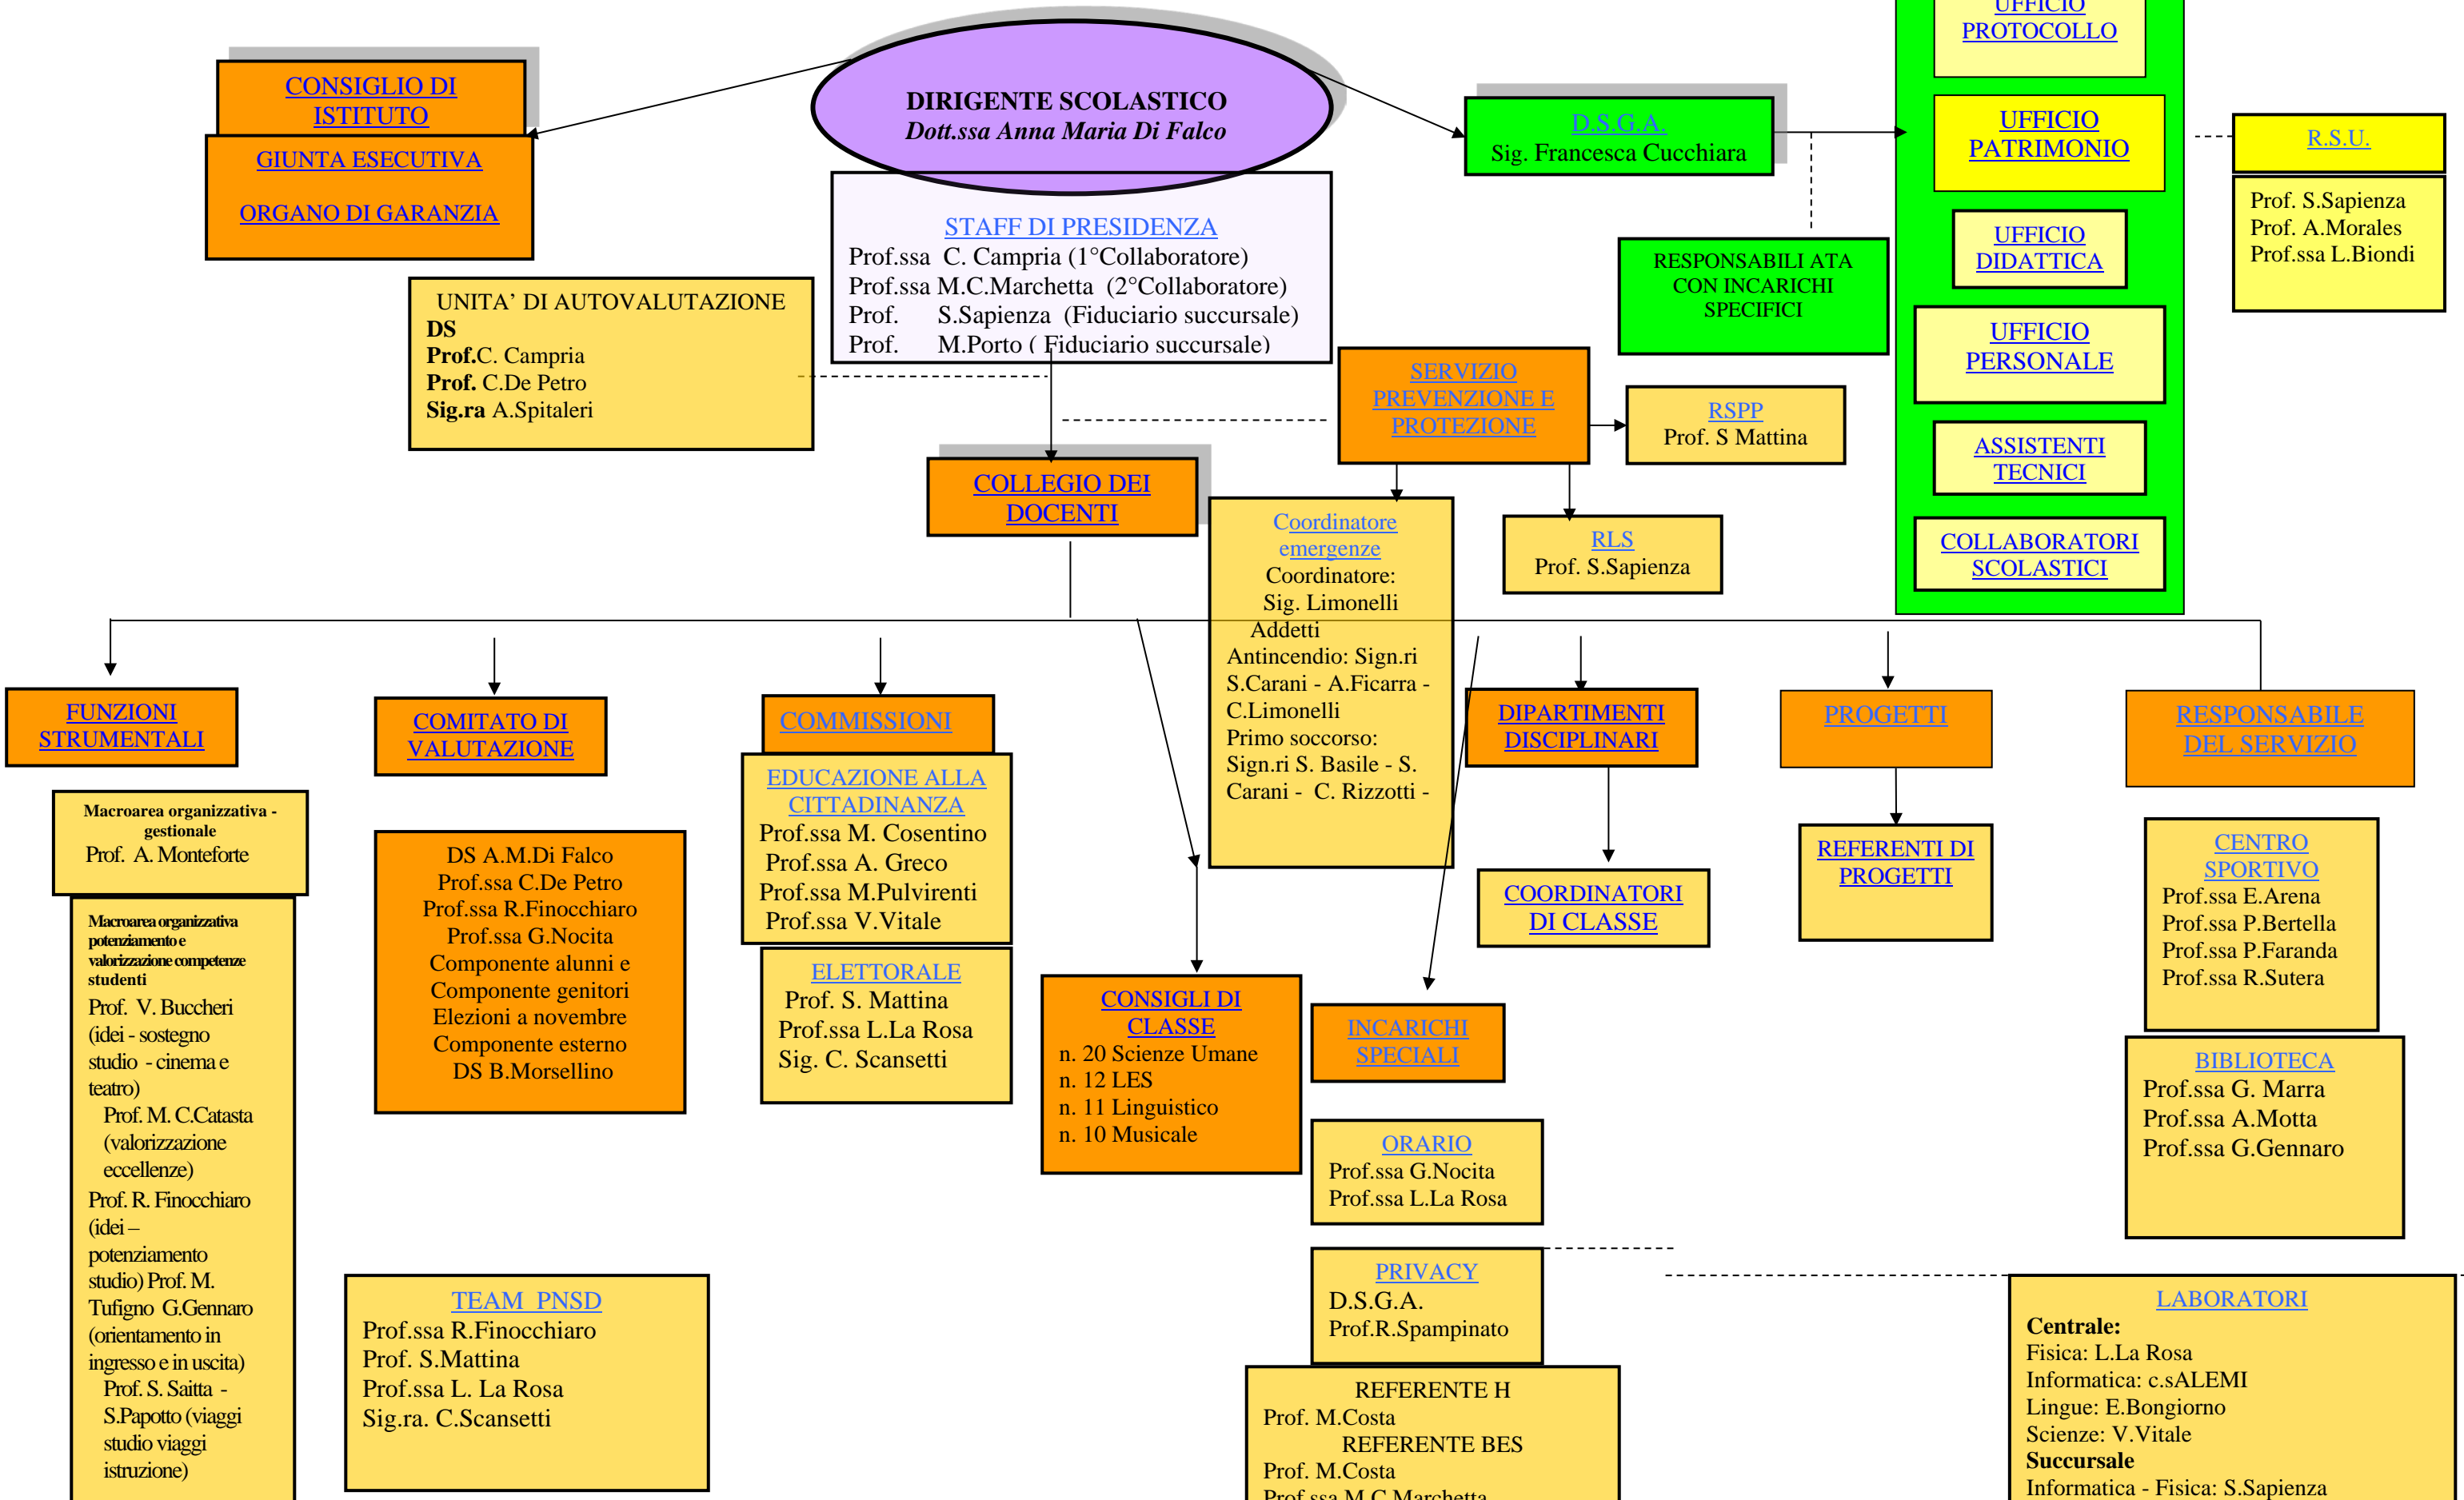 UFFICIO
PROTOCOLLO
CONSIGLIO DI
ISTITUTO
GIUNTA ESECUTIVA
ORGANO DI GARANZIA
DIRIGENTE SCOLASTICO
Dott.ssa Anna Maria Di Falco
D.S.G.A.
Sig. Francesca Cucchiara
UFFICIO
PATRIMONIO
R.S.U.
Prof. S.Sapienza
Prof. A.Morales
Prof.ssa L.Biondi
STAFF DI PRESIDENZA
Prof.ssa C. Campria (1°Collaboratore)
Prof.ssa M.C.Marchetta (2°Collaboratore)
Prof. S.Sapienza (Fiduciario succursale)
Prof. M.Porto ( Fiduciario succursale)
UFFICIO
DIDATTICA
RESPONSABILI ATA
CON INCARICHI
SPECIFICI
UNITA’ DI AUTOVALUTAZIONE
DS
Prof.C. Campria
Prof. C.De Petro
Sig.ra A.Spitaleri
UFFICIO
PERSONALE
SERVIZIO
PREVENZIONE E
PROTEZIONE
RSPP
Prof. S Mattina
ASSISTENTI
TECNICI
COLLEGIO DEI
DOCENTI
RLS
Prof. S.Sapienza
COLLABORATORI
SCOLASTICI
Coordinatore
emergenze
Coordinatore:
Sig. Limonelli
Addetti
Antincendio: Sign.ri
S.Carani - A.Ficarra -
C.Limonelli
Primo soccorso:
Sign.ri S. Basile - S.
Carani - C. Rizzotti -
FUNZIONI
STRUMENTALI
Macroarea organizzativa -
gestionale
Prof. A. Monteforte
Macroarea organizzativa
potenziamento e
valorizzazione competenze
studenti
Prof. V. Buccheri
(idei - sostegno
studio - cinema e
teatro)
Prof. M. C.Catasta
(valorizzazione
eccellenze)
Prof. R. Finocchiaro
(idei –
potenziamento
studio) Prof. M.
Tufigno G.Gennaro
(orientamento in
ingresso e in uscita)
Prof. S. Saitta -
S.Papotto (viaggi
studio viaggi
istruzione)
COMITATO DI
VALUTAZIONE
DS A.M.Di Falco
Prof.ssa C.De Petro
Prof.ssa R.Finocchiaro
Prof.ssa G.Nocita
Componente alunni e
Componente genitori
Elezioni a novembre
Componente esterno
DS B.Morsellino
TEAM PNSD
Prof.ssa R.Finocchiaro
Prof. S.Mattina
Prof.ssa L. La Rosa
Sig.ra. C.Scansetti
COMMISSIONI
EDUCAZIONE ALLA
CITTADINANZA
Prof.ssa M. Cosentino
Prof.ssa A. Greco
Prof.ssa M.Pulvirenti
Prof.ssa V.Vitale
ELETTORALE
Prof. S. Mattina
Prof.ssa L.La Rosa
Sig. C. Scansetti
CONSIGLI DI
CLASSE
n. 20 Scienze Umane
n. 12 LES
n. 11 Linguistico
n. 10 Musicale
INCARICHI
SPECIALI
ORARIO
Prof.ssa G.Nocita
Prof.ssa L.La Rosa
PRIVACY
D.S.G.A.
Prof.R.Spampinato
REFERENTE H
Prof. M.Costa
REFERENTE BES
Prof. M.Costa
Prof.ssa M.C.Marchetta
DIPARTIMENTI
DISCIPLINARI
COORDINATORI
DI CLASSE
PROGETTI
REFERENTI DI
PROGETTI
RESPONSABILE
DEL SERVIZIO
CENTRO
SPORTIVO
Prof.ssa E.Arena
Prof.ssa P.Bertella
Prof.ssa P.Faranda
Prof.ssa R.Sutera
BIBLIOTECA
Prof.ssa G. Marra
Prof.ssa A.Motta
Prof.ssa G.Gennaro
LABORATORI
Centrale:
Fisica: L.La Rosa
Informatica: c.sALEMI
Lingue: E.Bongiorno
Scienze: V.Vitale
Succursale
Informatica - Fisica: S.Sapienza